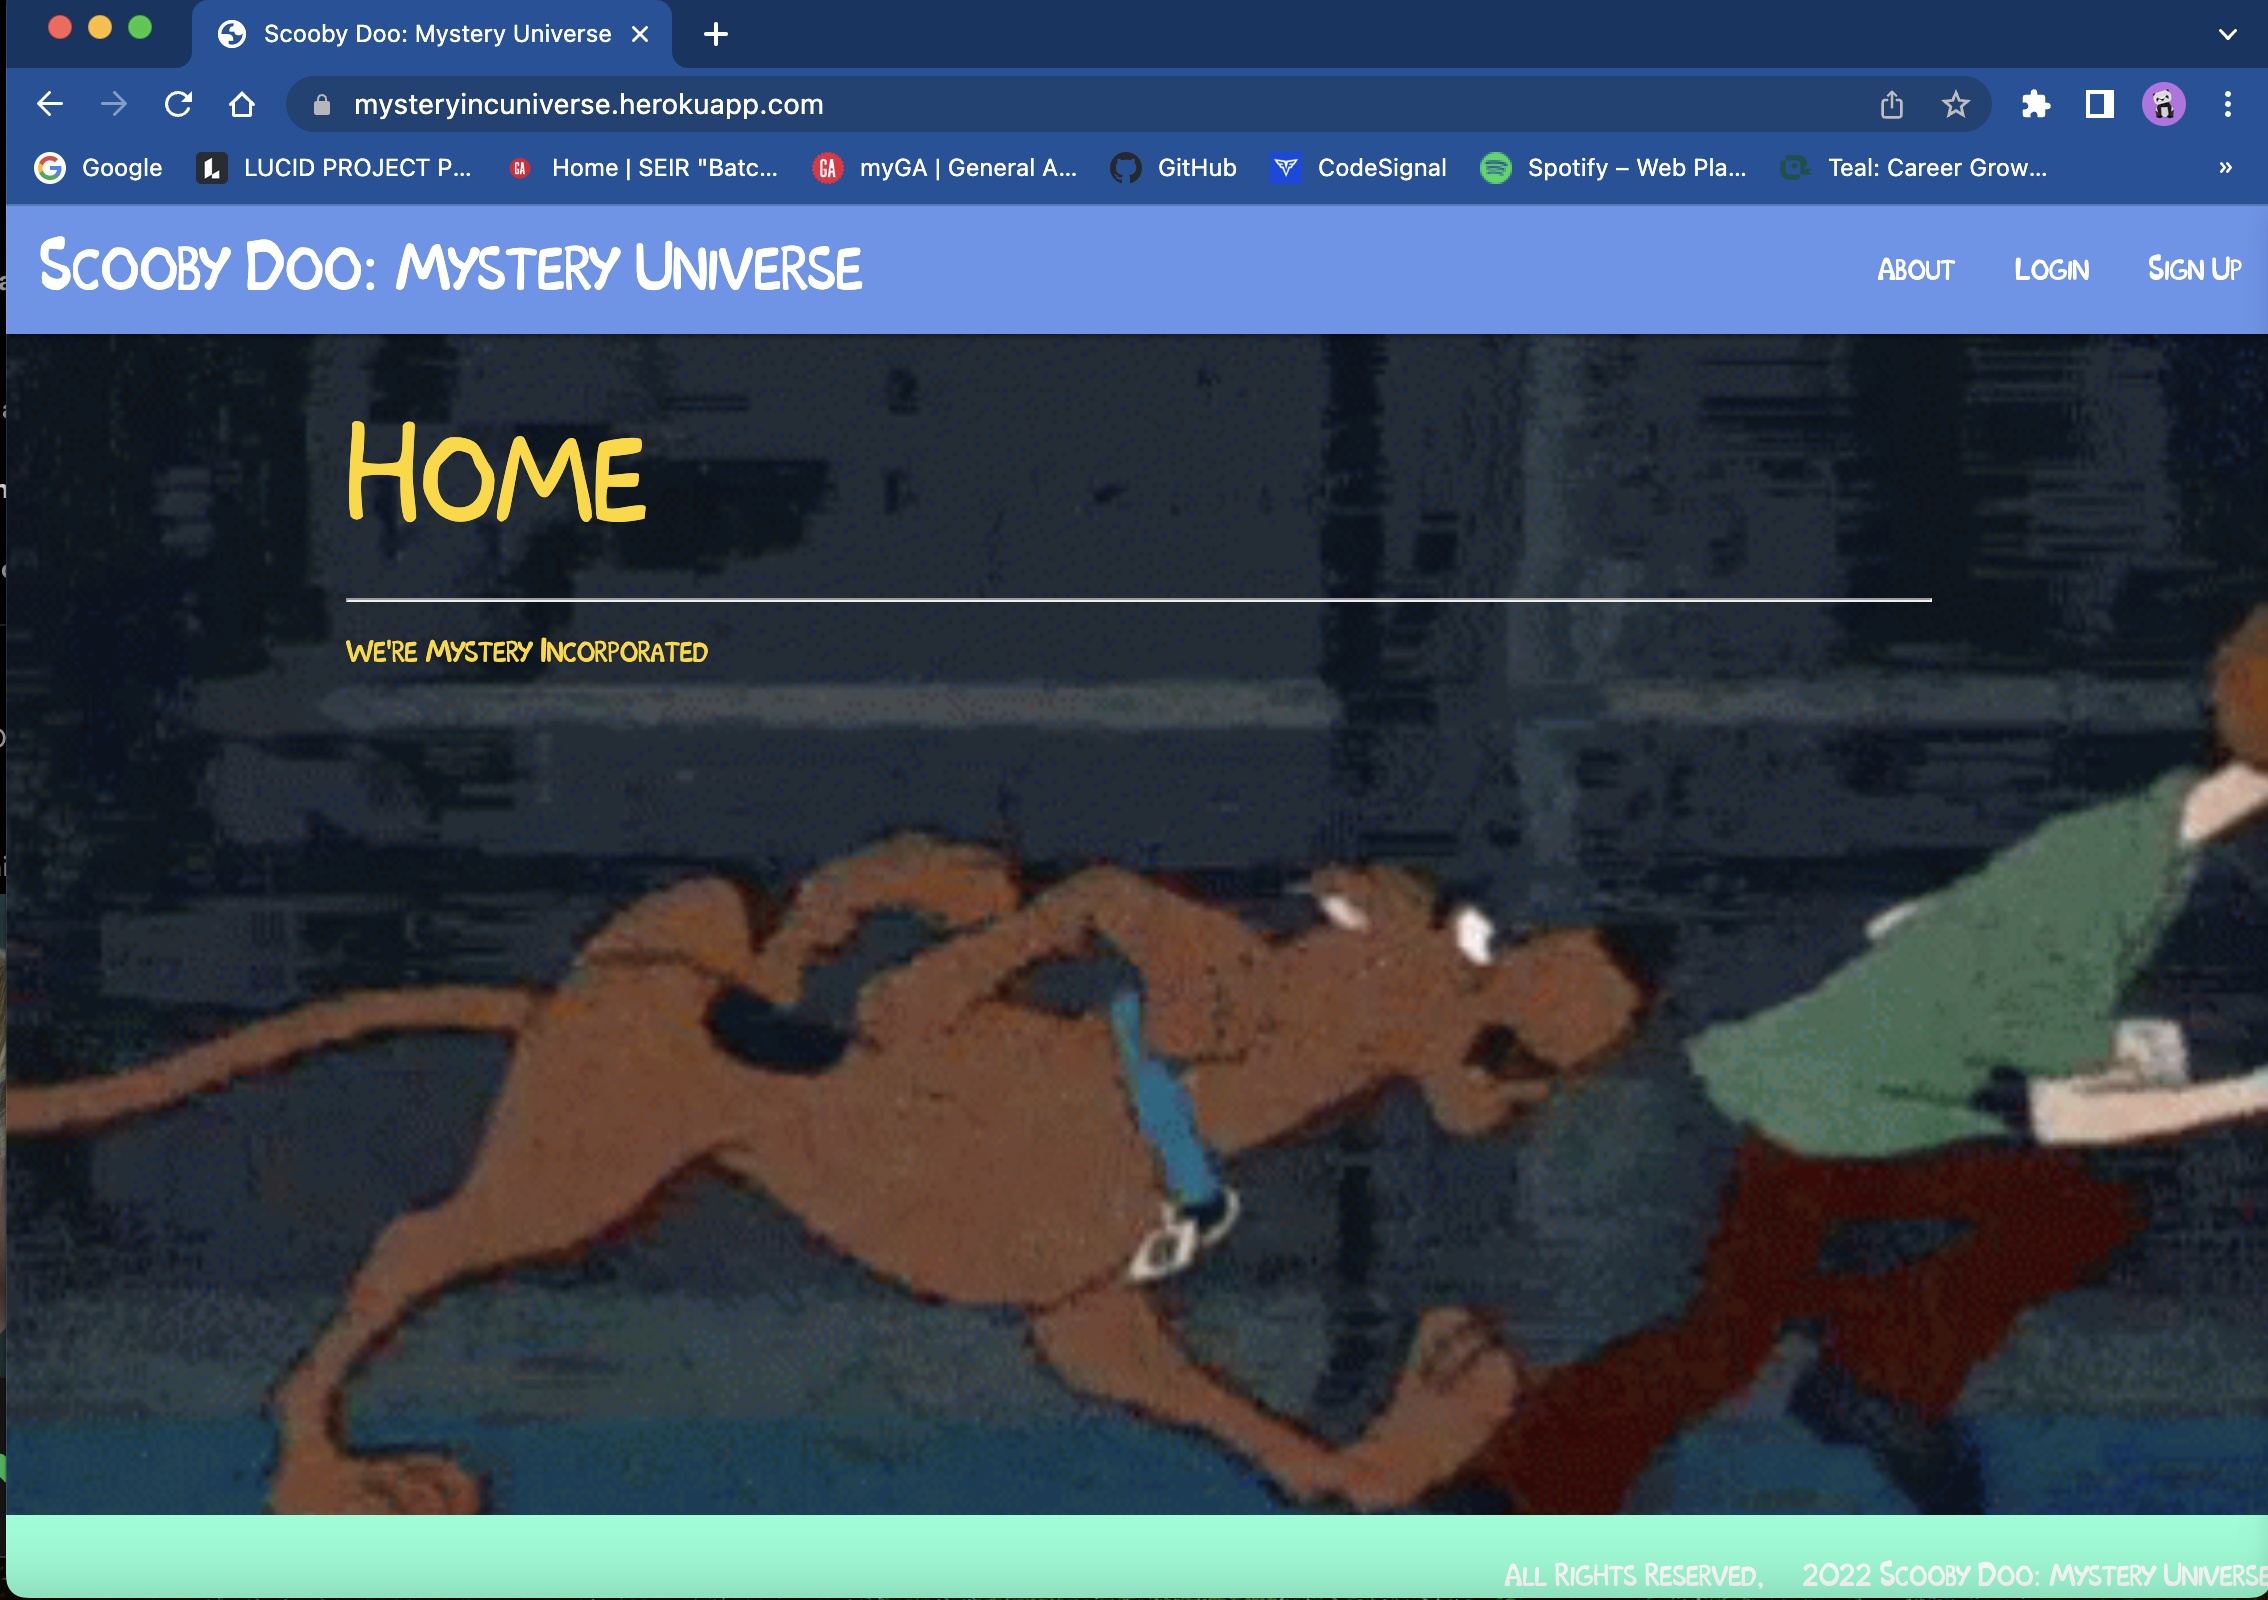 Scooby Doo: Mystery Universe
mysteryincuniverse.herokuapp.com
Google
LUCID PROJECT P...
GA
Home | SEIR "Batc...
GA
myGA | General A...
GitHub
CodeSignal
Spotify – Web Pla...
Teal: Career Grow...
»
Scooby Doo: Mystery Universe
About
Login
Sign Up
Home
We're Mystery Incorporated
All Rights Reserved, 2022 Scooby Doo: Mystery Universe